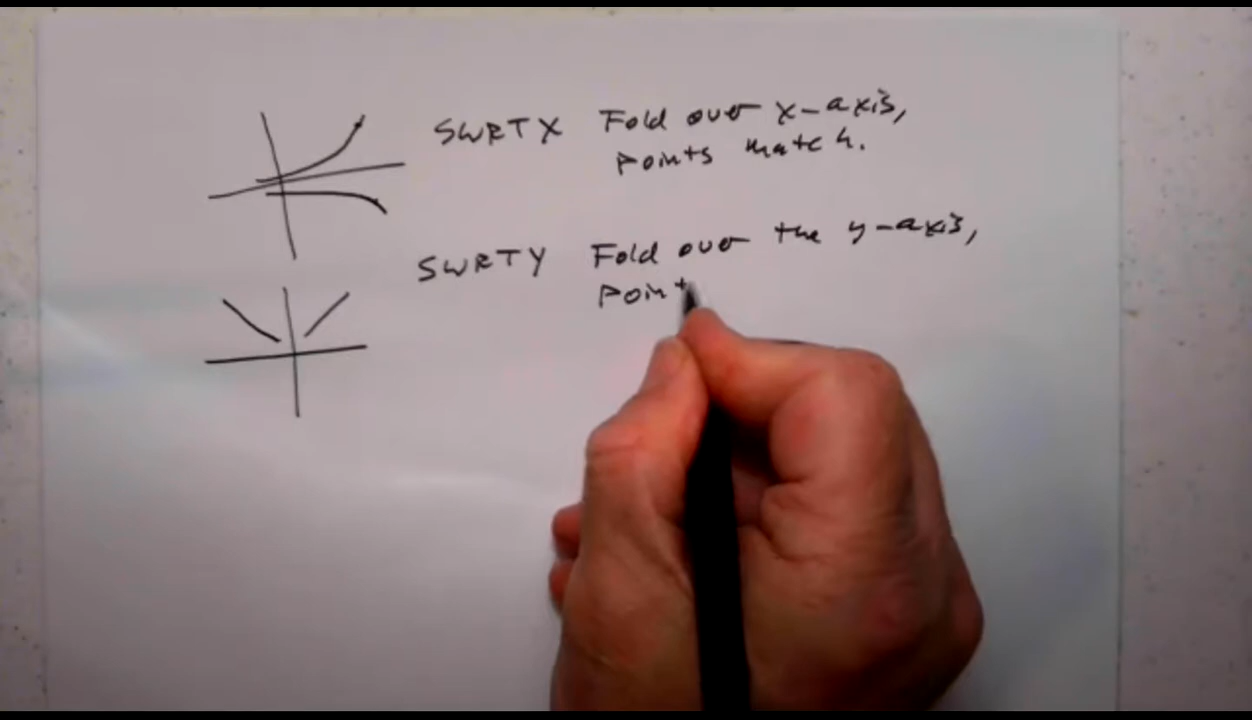 SWRTX Fold over x-axis,
Points match.
SWRTY Fold over the y-axis,
Point